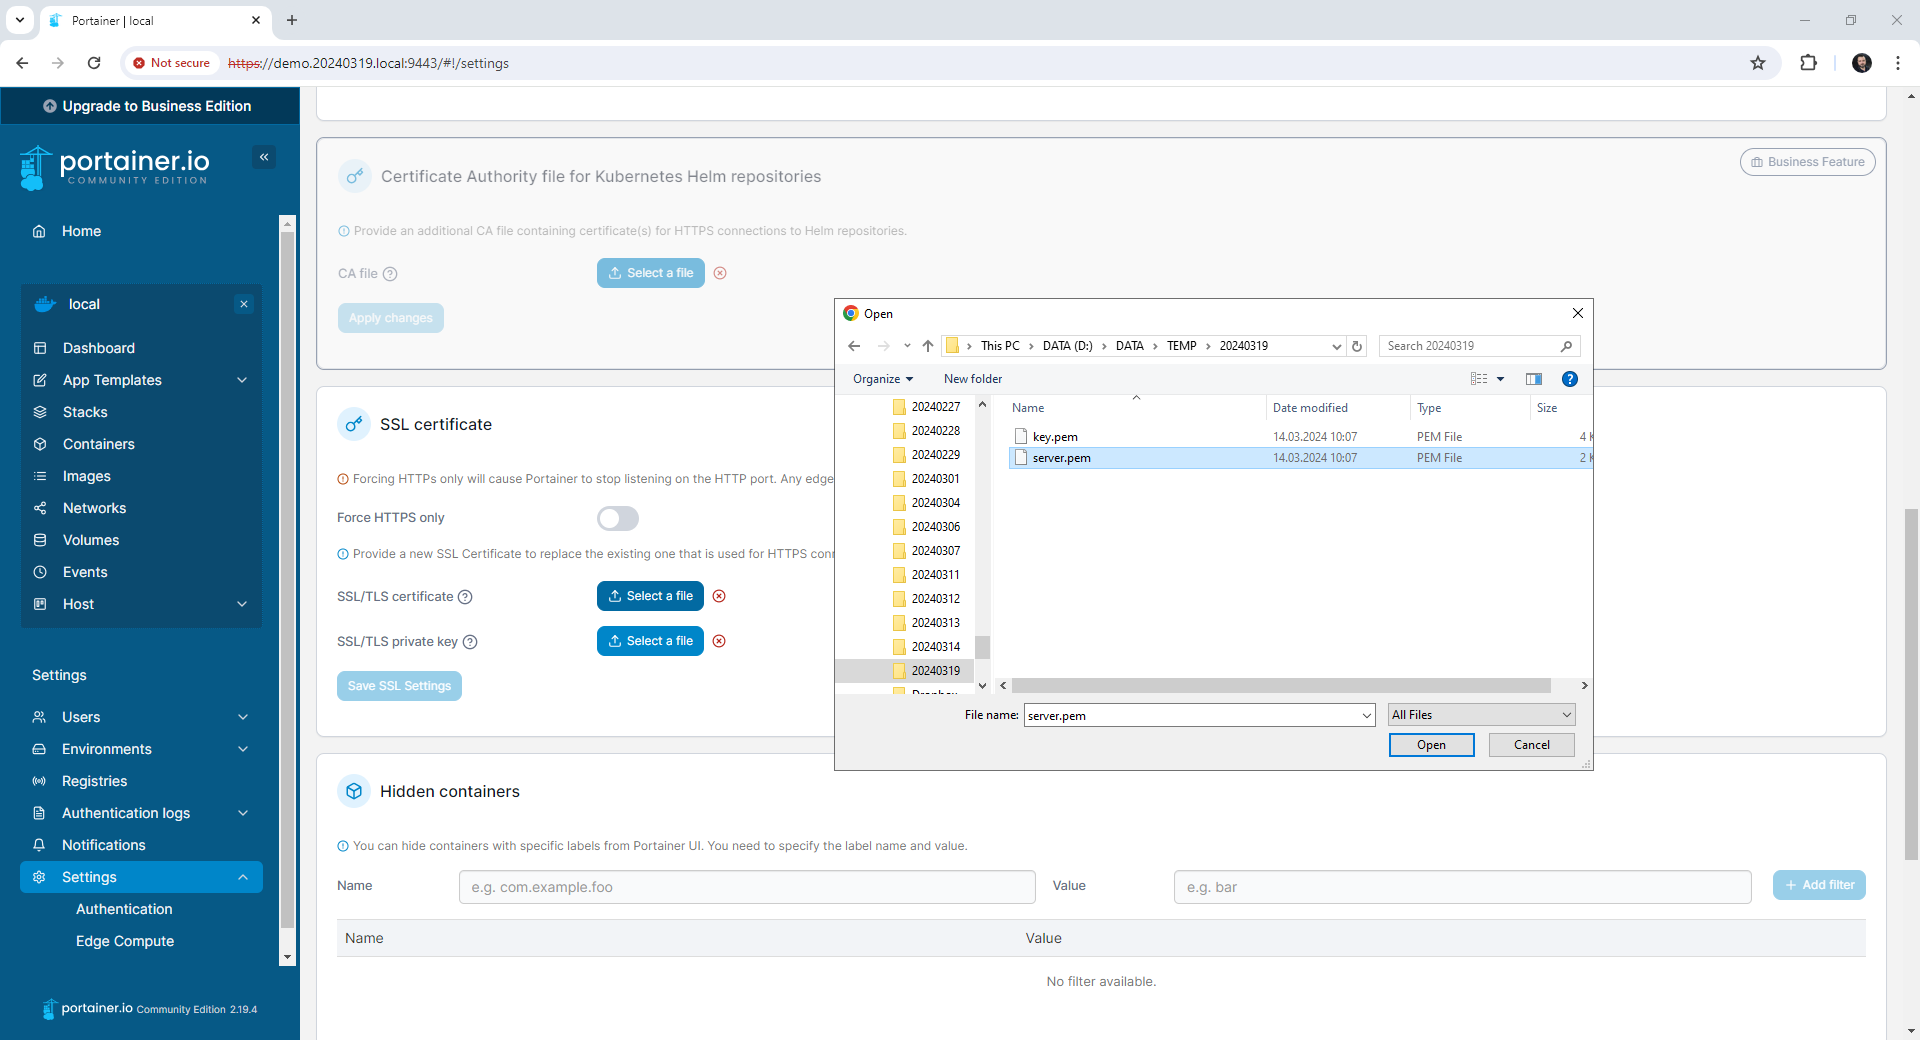 Portainer | local
Not secure
https://demo.20240319.local:9443/#!/settings
Upgrade to Business Edition
portainer.io
COMMUNITY EDITION
Home
local
Dashboard
App Templates
Stacks
Containers
Images
Networks
Volumes
Events
Host
Settings
Users
Environments
Registries
Authentication logs
Notifications
Settings
Authentication
Edge Compute
portainer.io Community Edition 2.19.4
Certificate Authority file for Kubernetes Helm repositories
Business Feature
Provide an additional CA file containing certificate(s) for HTTPS connections to Helm repositories.
CA file
Select a file
Apply changes
SSL certificate
Forcing HTTPs only will cause Portainer to stop listening on the HTTP port. Any edge
Force HTTPS only
Provide a new SSL Certificate to replace the existing one that is used for HTTPS conn
SSL/TLS certificate
Select a file
SSL/TLS private key
Select a file
Save SSL Settings
Open
This PC > DATA (D:) > DATA > TEMP > 20240319
Search 20240319
Organize
New folder
20240227
20240228
20240229
20240301
20240304
20240306
20240307
20240311
20240312
20240313
20240314
20240319
Name Date modified Type Size
key.pem 14.03.2024 10:07 PEM File 4 K
server.pem 14.03.2024 10:07 PEM File 2 K
File name: server.pem
All Files
Open
Cancel
Hidden containers
You can hide containers with specific labels from Portainer UI. You need to specify the label name and value.
Name
e.g. com.example.foo
Value
e.g. bar
+ Add filter
Name Value
No filter available.